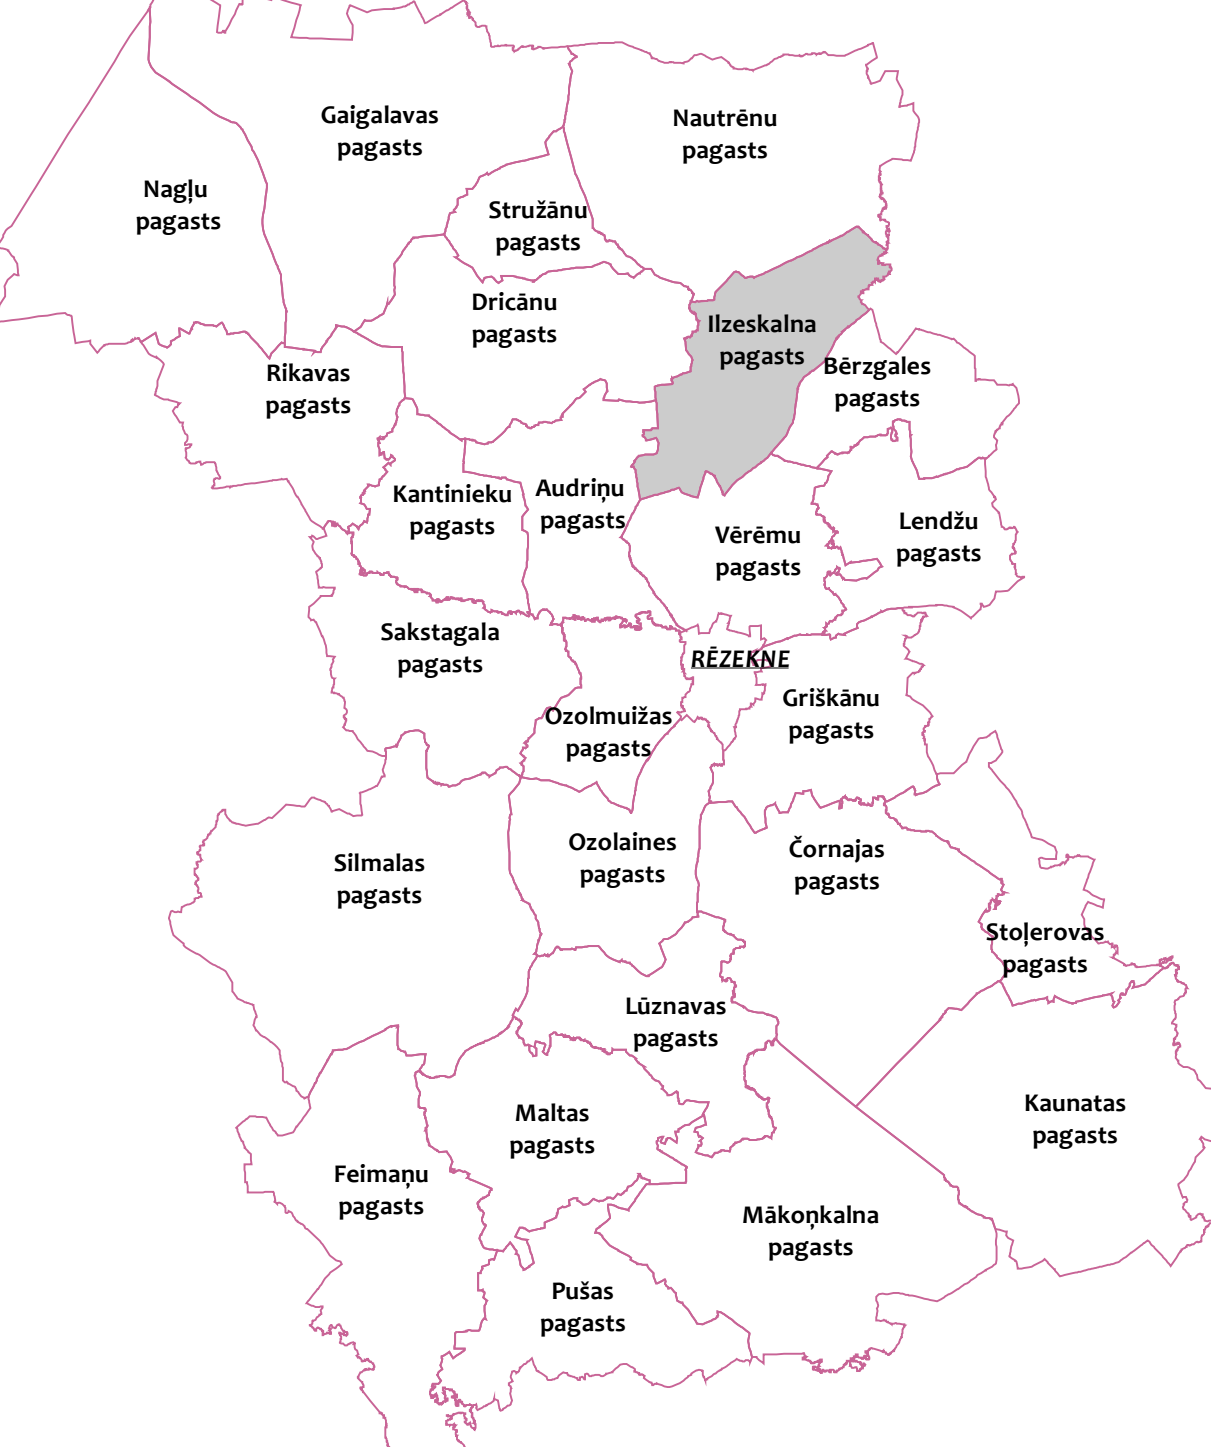 Gaigalavas
pagasts
Nautrēnu
pagasts
Nagļu
pagasts
Stružānu
pagasts
Dricānu
pagasts
Ilzeskalna
pagasts
Rikavas
pagasts
Bērzgales
pagasts
Kantinieku
pagasts
Audriņu
pagasts
Vērēmu
pagasts
Lendžu
pagasts
Sakstagala
pagasts
RĒZEKNE
Ozolmuižas
pagasts
Griškānu
pagasts
Silmalas
pagasts
Ozolaines
pagasts
Čornajas
pagasts
Stoļerovas
pagasts
Lūznavas
pagasts
Maltas
pagasts
Kaunatas
pagasts
Feimaņu
pagasts
Mākoņkalna
pagasts
Pušas
pagasts